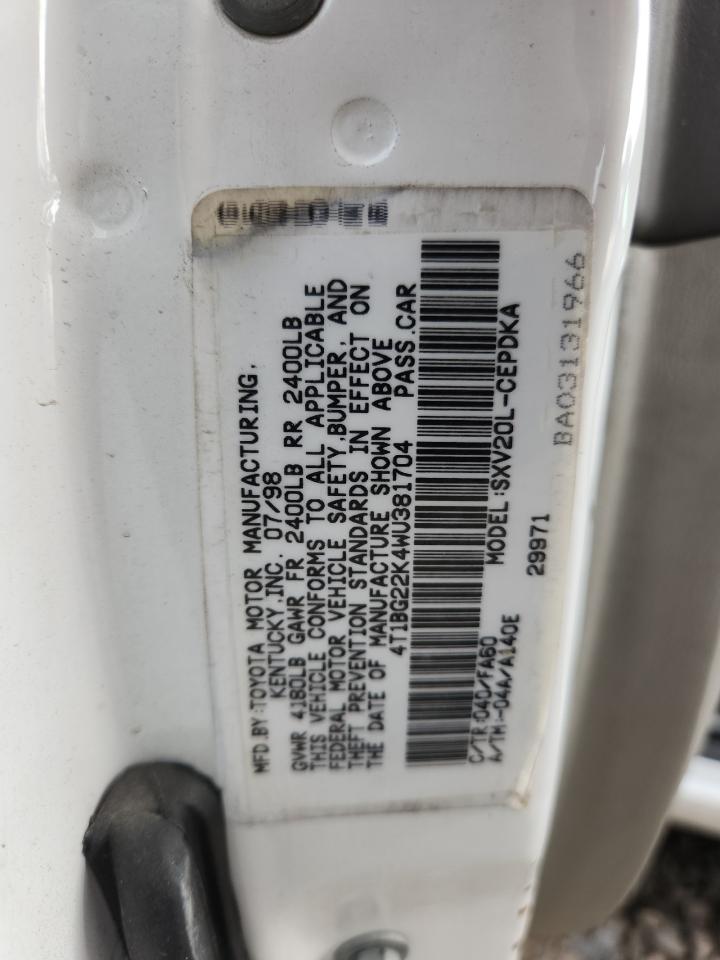 MFD.BY:TOYOTA MOTOR MANUFACTURING,
KENTUCKY,INC. 07/98
GVWR 4180LB GAWR FR 2400LB RR 2400LB
THIS VEHICLE CONFORMS TO ALL APPLICABLE
FEDERAL MOTOR VEHICLE SAFETY,BUMPER, AND
THEFT PREVENTION STANDARDS IN EFFECT ON
THE DATE OF MANUFACTURE SHOWN ABOVE
4T1BG22K4WU381704 PASS.CAR
C/TR:040/FA60 MODEL:SXV20L-CEPDKA
A/TM:-04A/A140E 29971
BA03131966